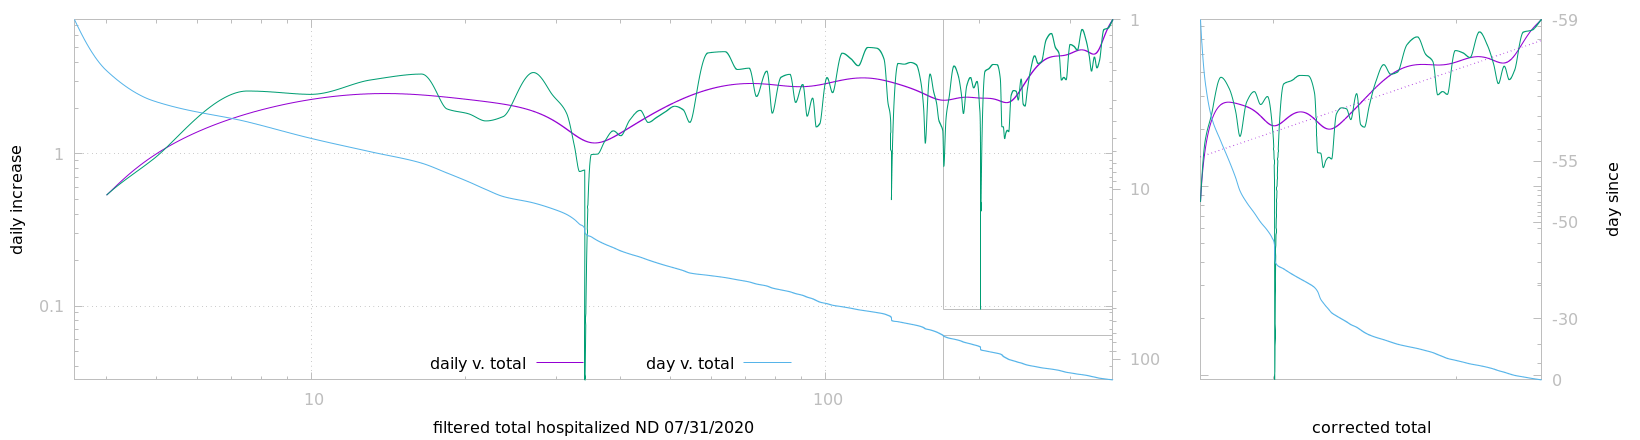 1
-59
daily increase
1
-55
day since
10
-50
0.1
-30
daily v. total
day v. total
100
0
10
100
filtered total hospitalized ND 07/31/2020
corrected total